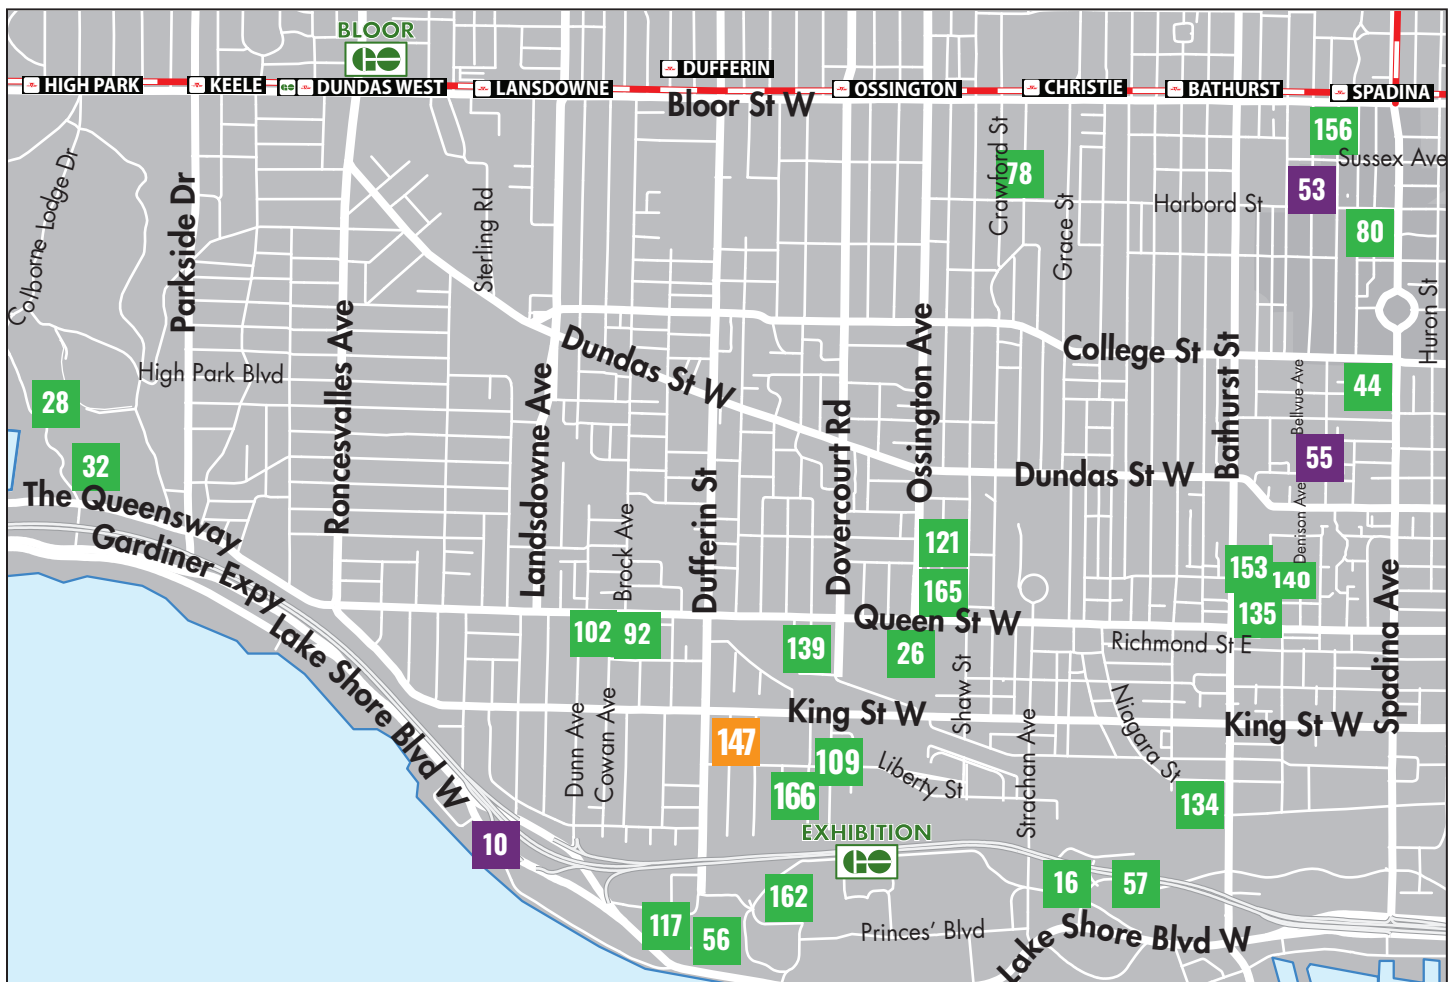 BLOOR
GO
HIGH PARK
KEELE
GO
DUNDAS WEST
LANSDOWNE
DUFFERIN
OSSINGTON
CHRISTIE
BATHURST
SPADINA
Bloor St W
156
Sussex Ave
Colborne Lodge Dr
Parkside Dr
Sterling Rd
Crawford St
78
Grace St
Harbord St
53
80
Huron St
Roncesvalles Ave
High Park Blvd
Landsdowne Ave
Dundas St W
Ossington Ave
College St
Bathurst St
Bellvue Ave
44
28
32
Dovercourt Rd
Dundas St W
55
The Queensway
Gardiner Expy
Dufferin St
Brock Ave
121
165
Denison Ave
153
140
135
Spadina Ave
102
92
139
Queen St W
26
Richmond St E
Lake Shore Blvd W
Shaw St
Dunn Ave
Cowan Ave
147
King St W
King St W
Niagara St
Strachan Ave
109
Liberty St
166
134
10
EXHIBITION
GO
162
16
57
117
56
Princes' Blvd
Lake Shore Blvd W